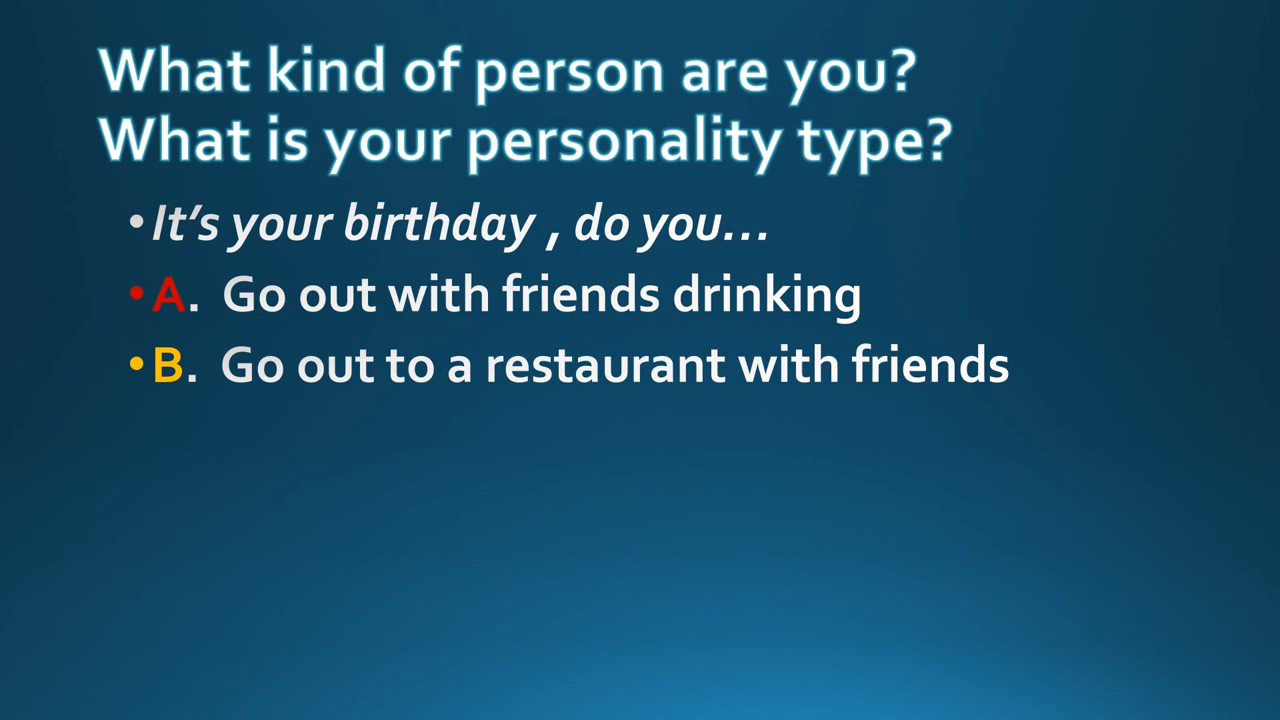 What kind of person are you?
What is your personality type?
•It’s your birthday , do you…
•A.  Go out with friends drinking
•B.  Go out to a restaurant with friends